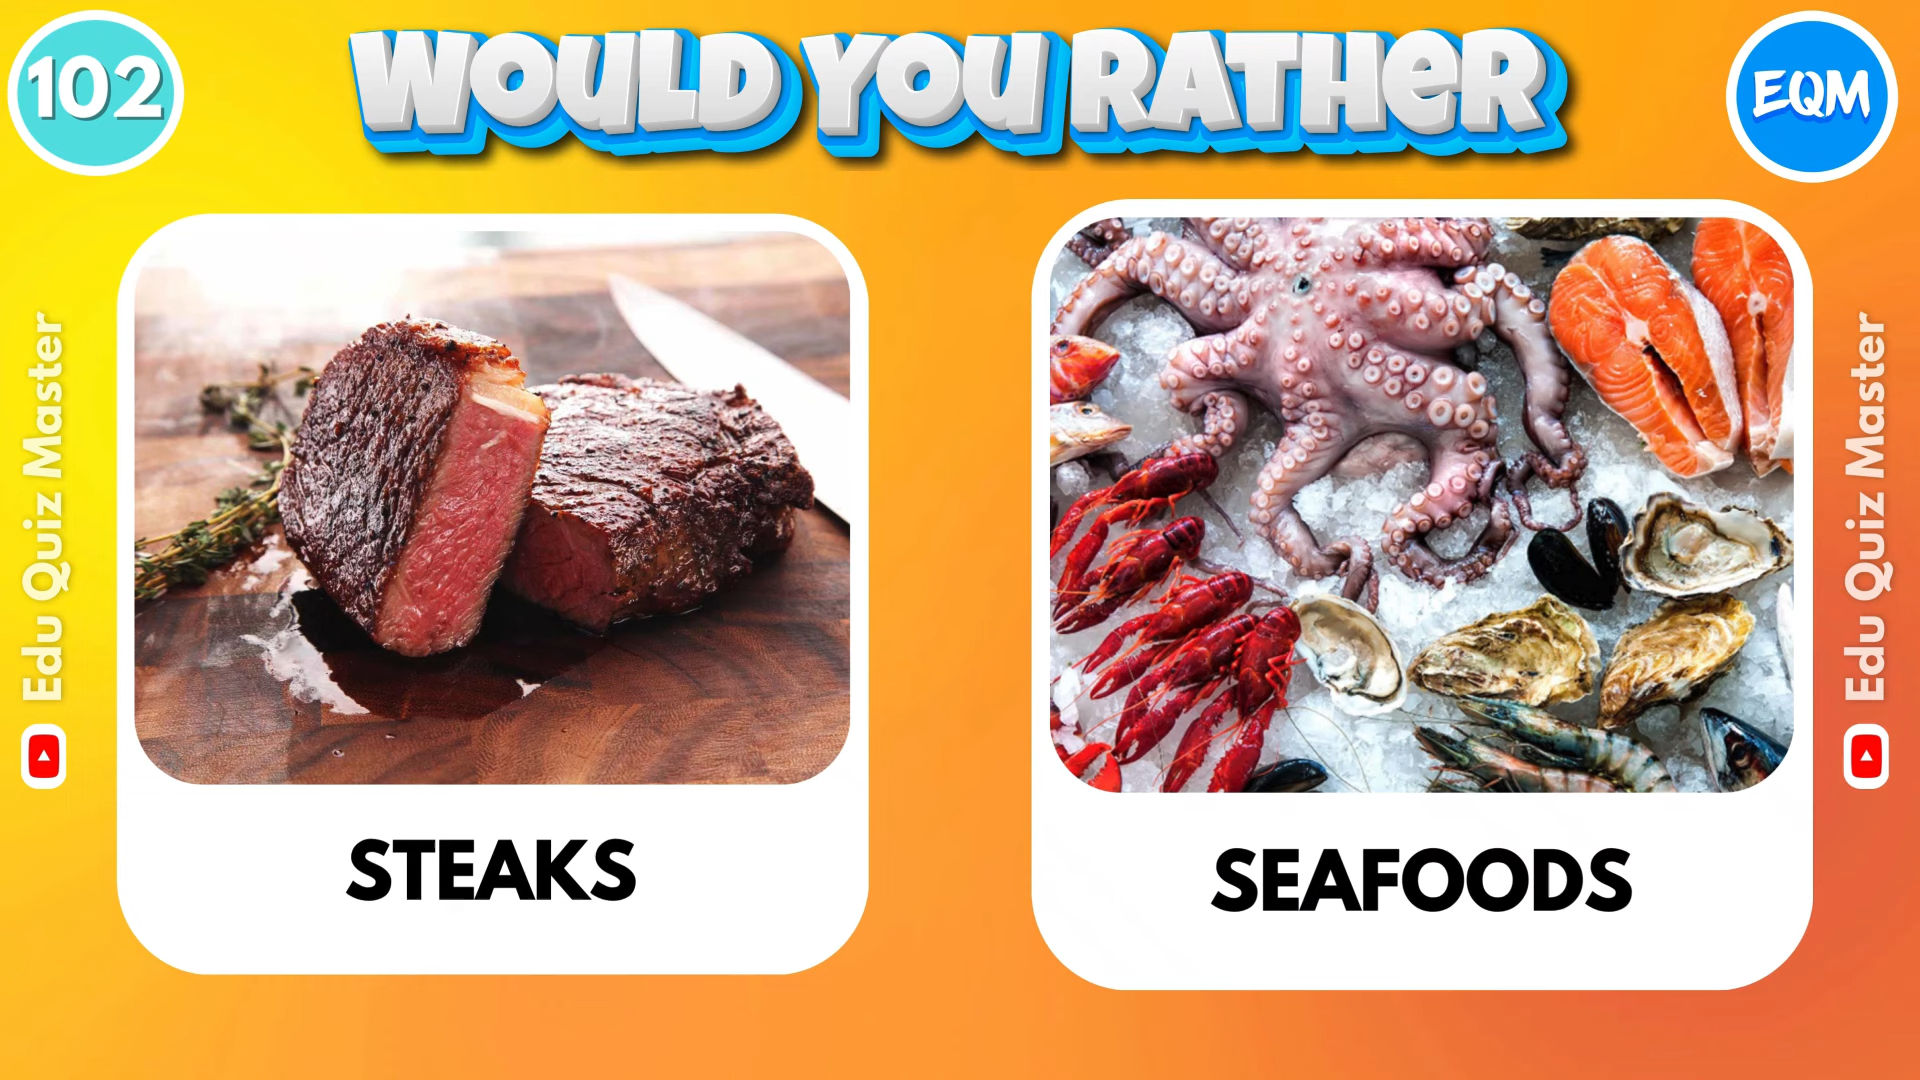 102
WOULD YOU RATHER
EQM
Edu Quiz Master
STEAKS
SEAFOODS
Edu Quiz Master